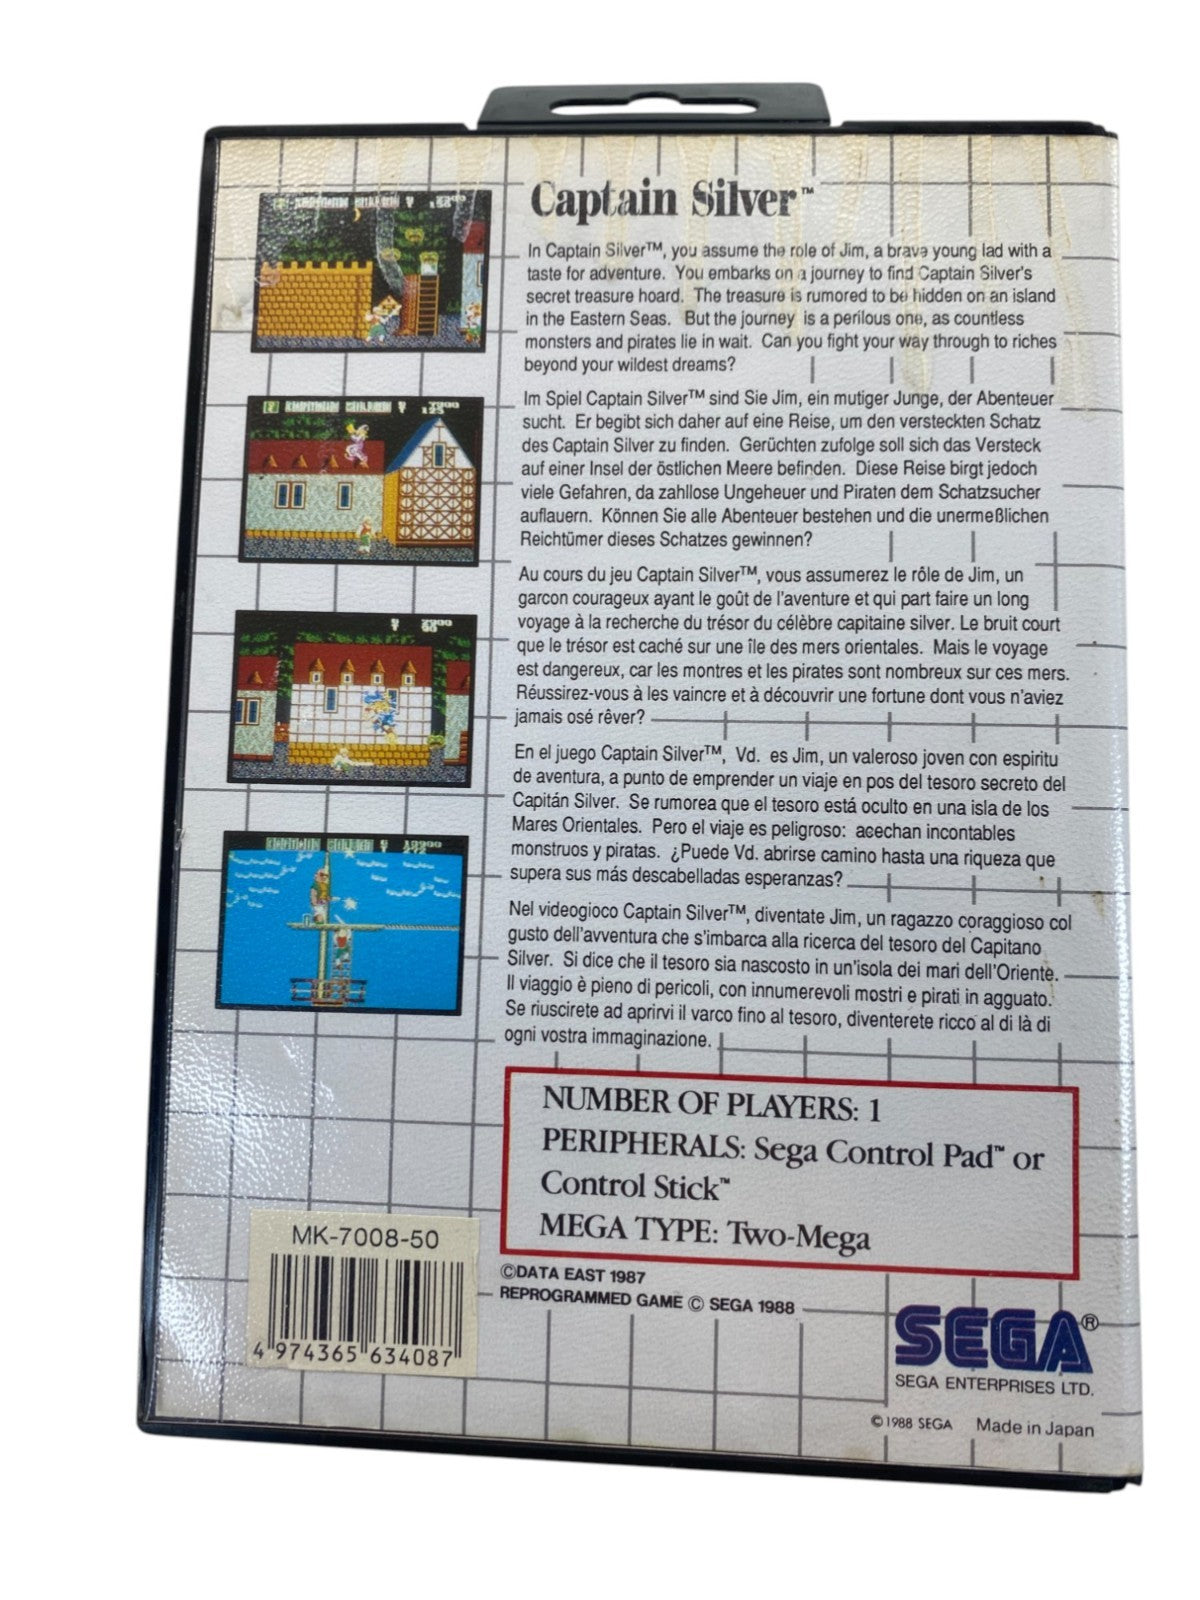 Captain Silver™
In Captain Silver™, you assume the role of Jim, a brave young lad with a
taste for adventure. You embarks on a journey to find Captain Silver's
secret treasure hoard. The treasure is rumored to be hidden on an island
in the Eastern Seas. But the journey is a perilous one, as countless
monsters and pirates lie in wait. Can you fight your way through to riches
beyond your wildest dreams?
Im Spiel Captain Silver™ sind Sie Jim, ein mutiger Junge, der Abenteuer
sucht. Er begibt sich daher auf eine Reise, um den versteckten Schatz
des Captain Silver zu finden. Gerüchten zufolge soll sich das Versteck
auf einer Insel der östlichen Meere befinden. Diese Reise birgt jedoch
viele Gefahren, da zahllose Ungeheuer und Piraten dem Schatzsucher
auflauern. Können Sie alle Abenteuer bestehen und die unermeßlichen
Reichtümer dieses Schatzes gewinnen?
Au cours du jeu Captain Silver™, vous assumerez le rôle de Jim, un
garcon courageux ayant le goût de l'aventure et qui part faire un long
voyage à la recherche du trésor du célèbre capitaine silver. Le bruit court
que le trésor est caché sur une île des mers orientales. Mais le voyage
est dangereux, car les montres et les pirates sont nombreux sur ces mers.
Réussirez-vous à les vaincre et à découvrir une fortune dont vous n'aviez
jamais osé rêver?
En el juego Captain Silver™, Vd. es Jim, un valeroso joven con espiritu
de aventura, a punto de emprender un viaje en pos del tesoro secreto del
Capitán Silver. Se rumorea que el tesoro está oculto en una isla de los
Mares Orientales. Pero el viaje es peligroso: acechan incontables
monstruos y piratas. ¿Puede Vd. abrirse camino hasta una riqueza que
supera sus más descabelladas esperanzas?
Nel videogioco Captain Silver™, diventate Jim, un ragazzo coraggioso col
gusto dell'avventura che s'imbarca alla ricerca del tesoro del Capitano
Silver. Si dice che il tesoro sia nascosto in un'isola dei mari dell'Oriente.
Il viaggio è pieno di pericoli, con innumerevoli mostri e pirati in agguato.
Se riuscirete ad aprirvi il varco fino al tesoro, diventerete ricco al di là di
ogni vostra immaginazione.
NUMBER OF PLAYERS: 1
PERIPHERALS: Sega Control Pad™ or
Control Stick™
MEGA TYPE: Two-Mega
©DATA EAST 1987
REPROGRAMMED GAME © SEGA 1988
MK-7008-50
4 974365 634087
SEGA®
SEGA ENTERPRISES LTD.
©1988 SEGA Made in Japan